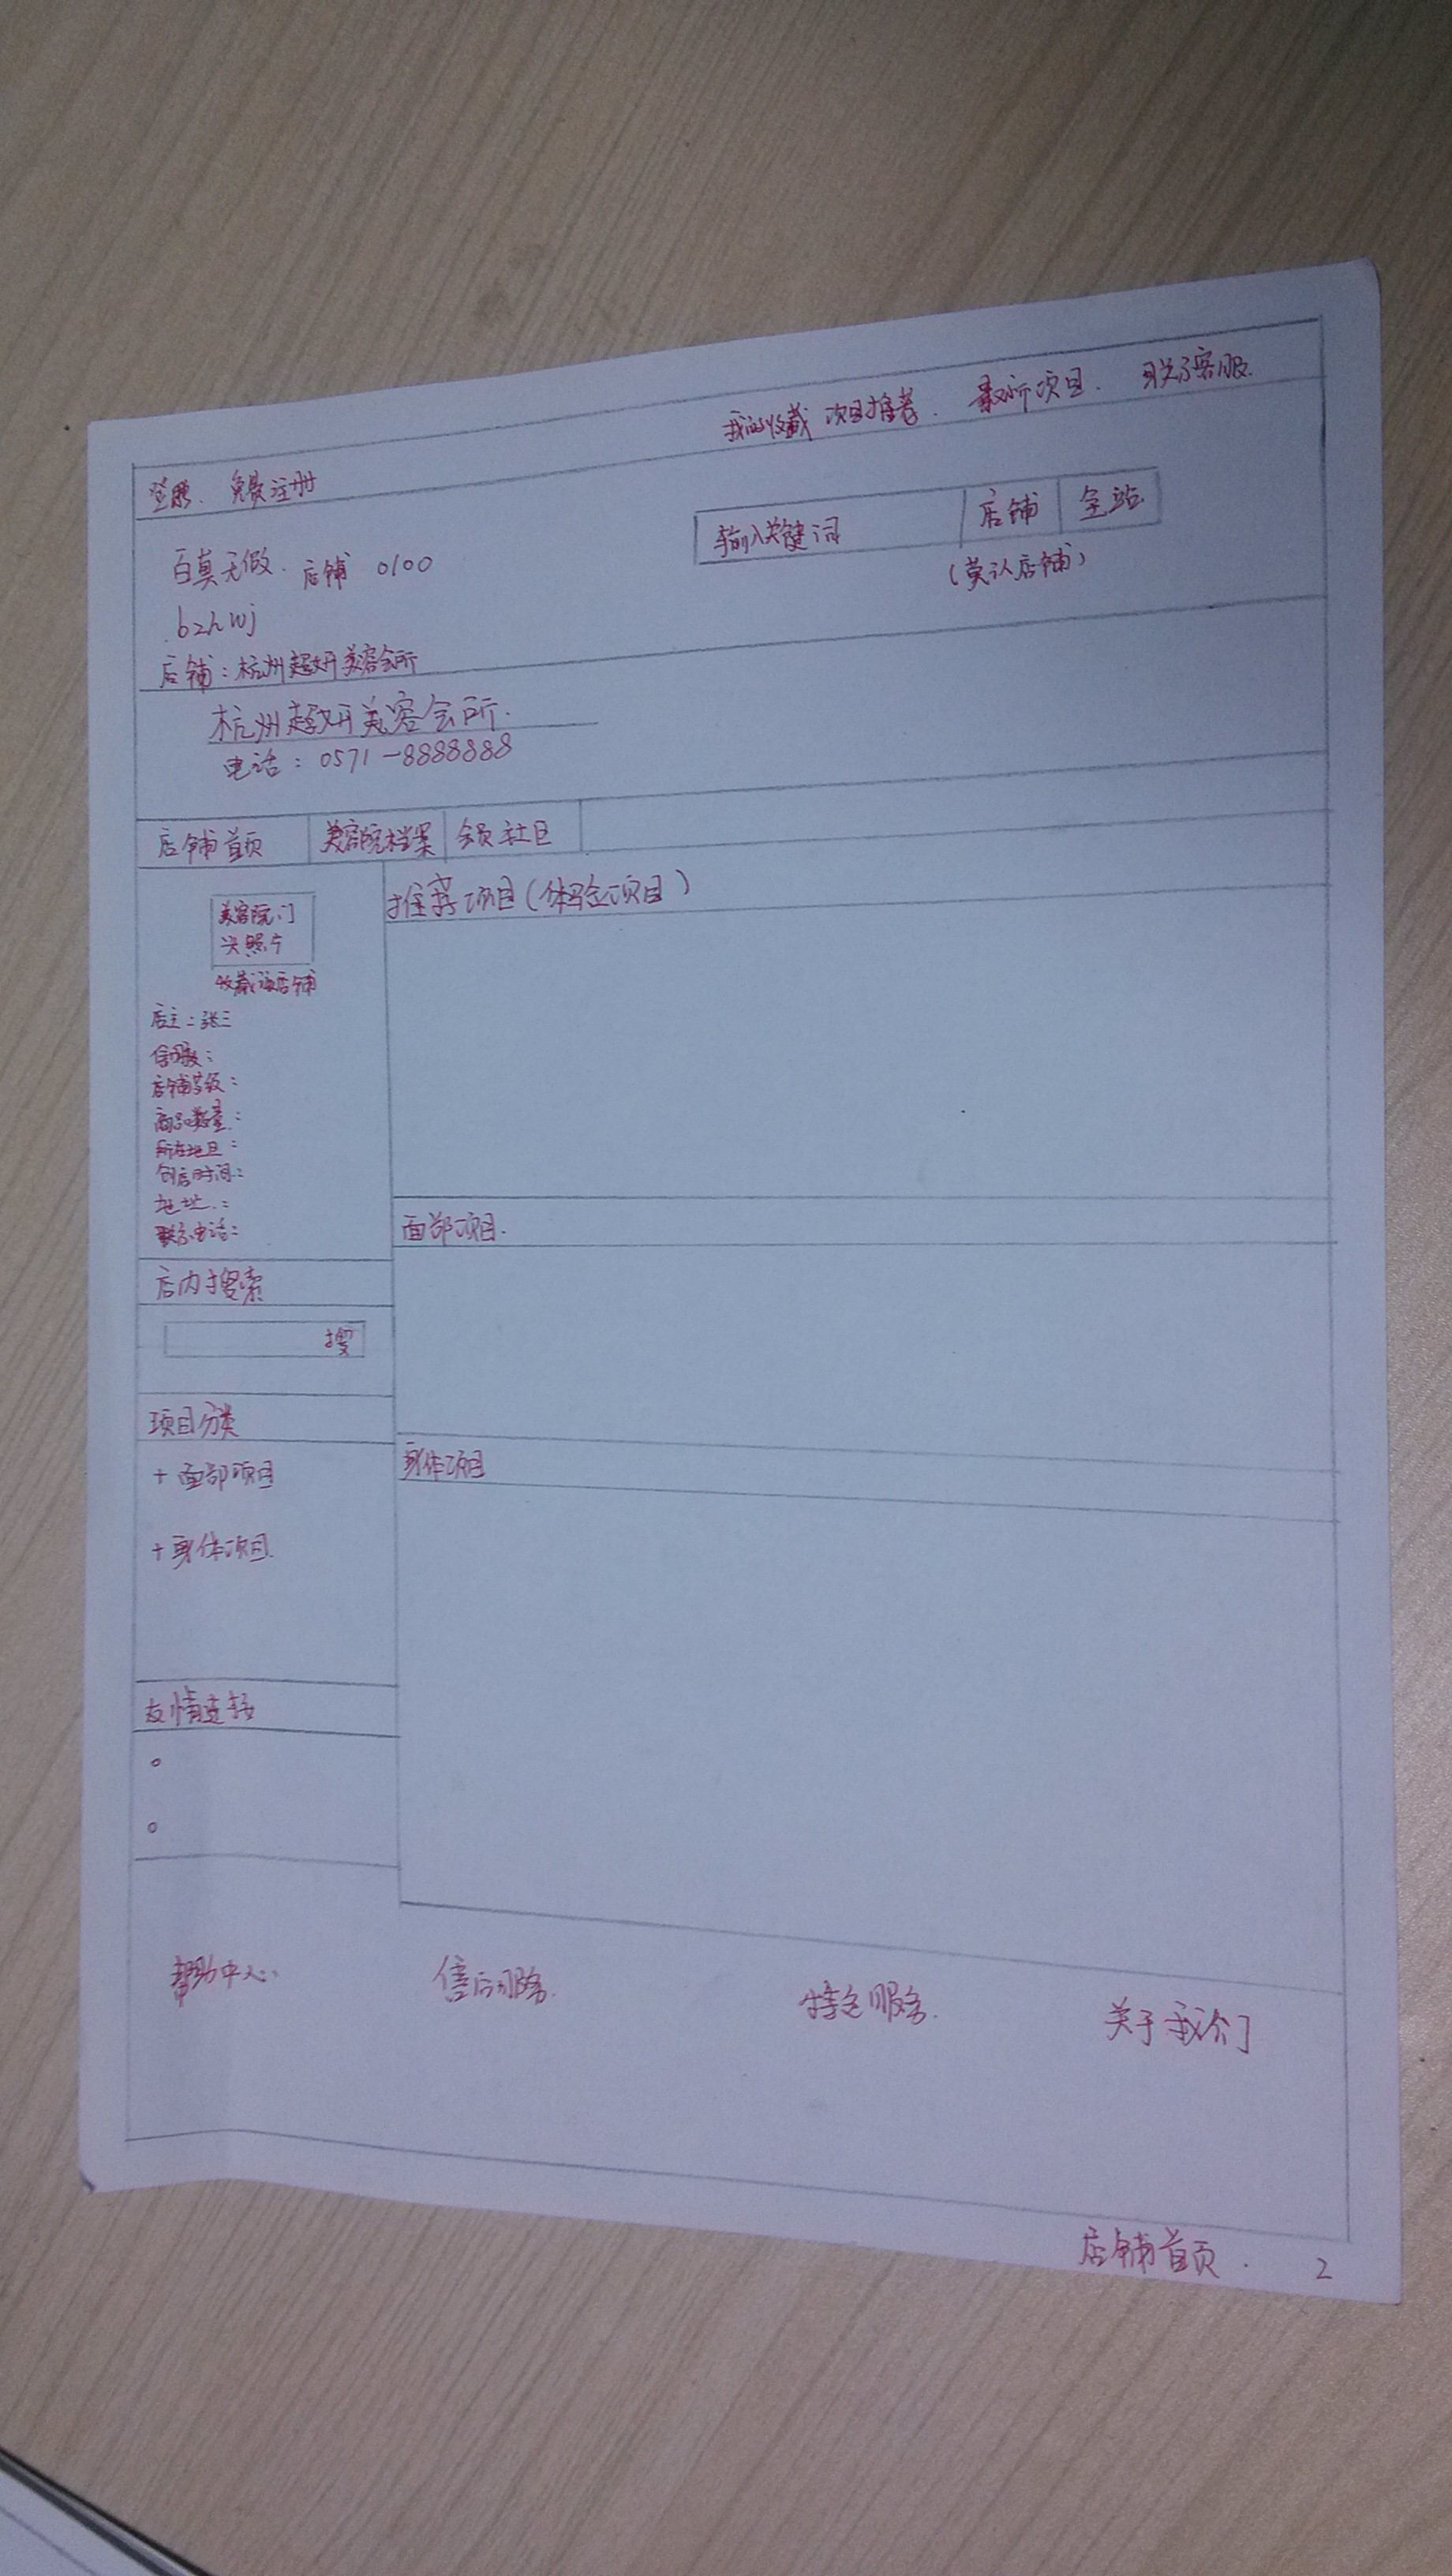 登录. 免费注册
我的收藏 项目推荐. 最新项目. 联系客服.
百真无假. 店铺 0100
输入关键词 店铺 全站
(莫认店铺)
.bzhwj
店铺:杭州超妍美容会所
杭州超妍美容会所.
电话:0571-8888888
店铺首页 美容院档案 会员社区
美容院门
头照片
收藏该店铺
店主:张三
信用度:
店铺等级:
商品数量:
所在地区:
创店时间:
地址.:
联系电话:
店内搜索
搜
项目分类
+ 面部项目
+ 身体项目.
友情连接
推荐项目(体验项目)
面部项目.
身体项目
帮助中心. 售后服务. 特色服务. 关于我们
店铺首页. 2